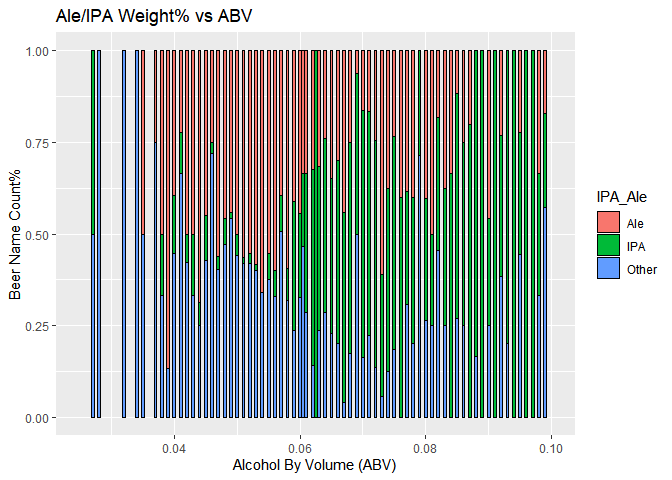 Ale/IPA Weight% vs ABV
1.00
0.75
0.50
0.25
0.00
Beer Name Count%
0.04
0.06
0.08
0.10
Alcohol By Volume (ABV)
IPA_Ale
Ale
IPA
Other